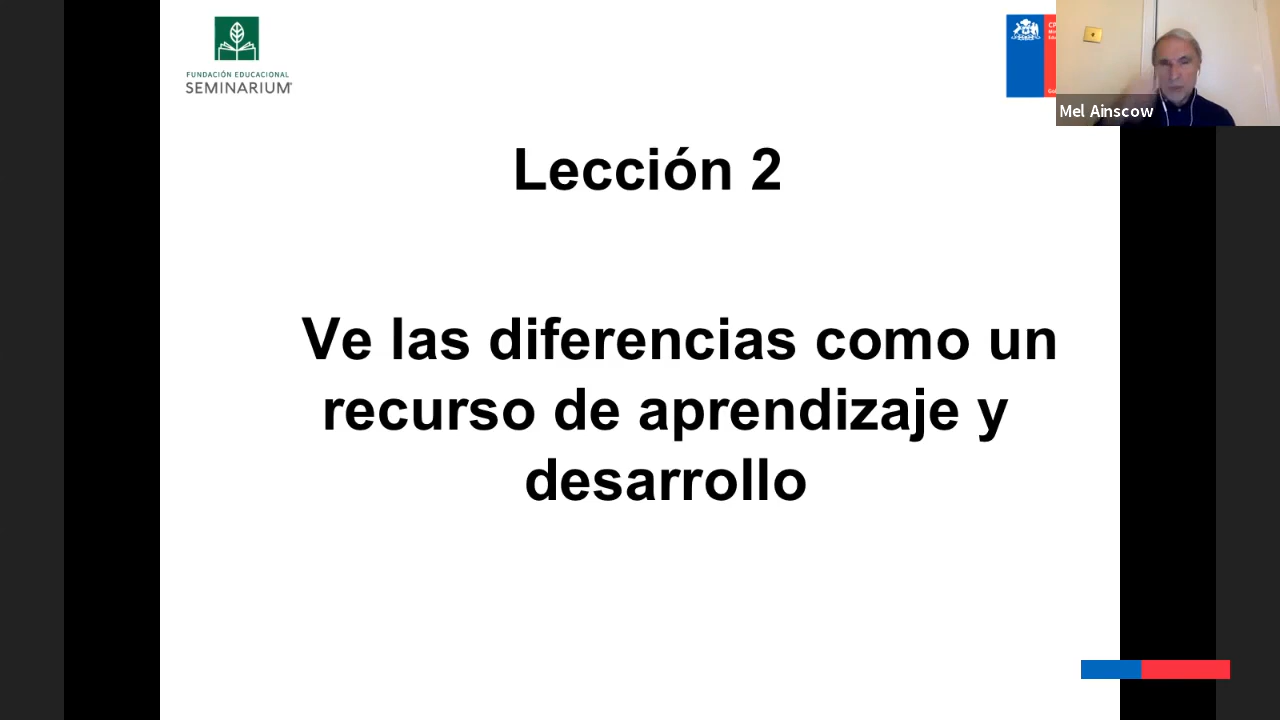 FUNDACIÓN EDUCACIONAL
SEMINARIUM
Mel Ainscow
Lección 2
Ve las diferencias como un
recurso de aprendizaje y
desarrollo